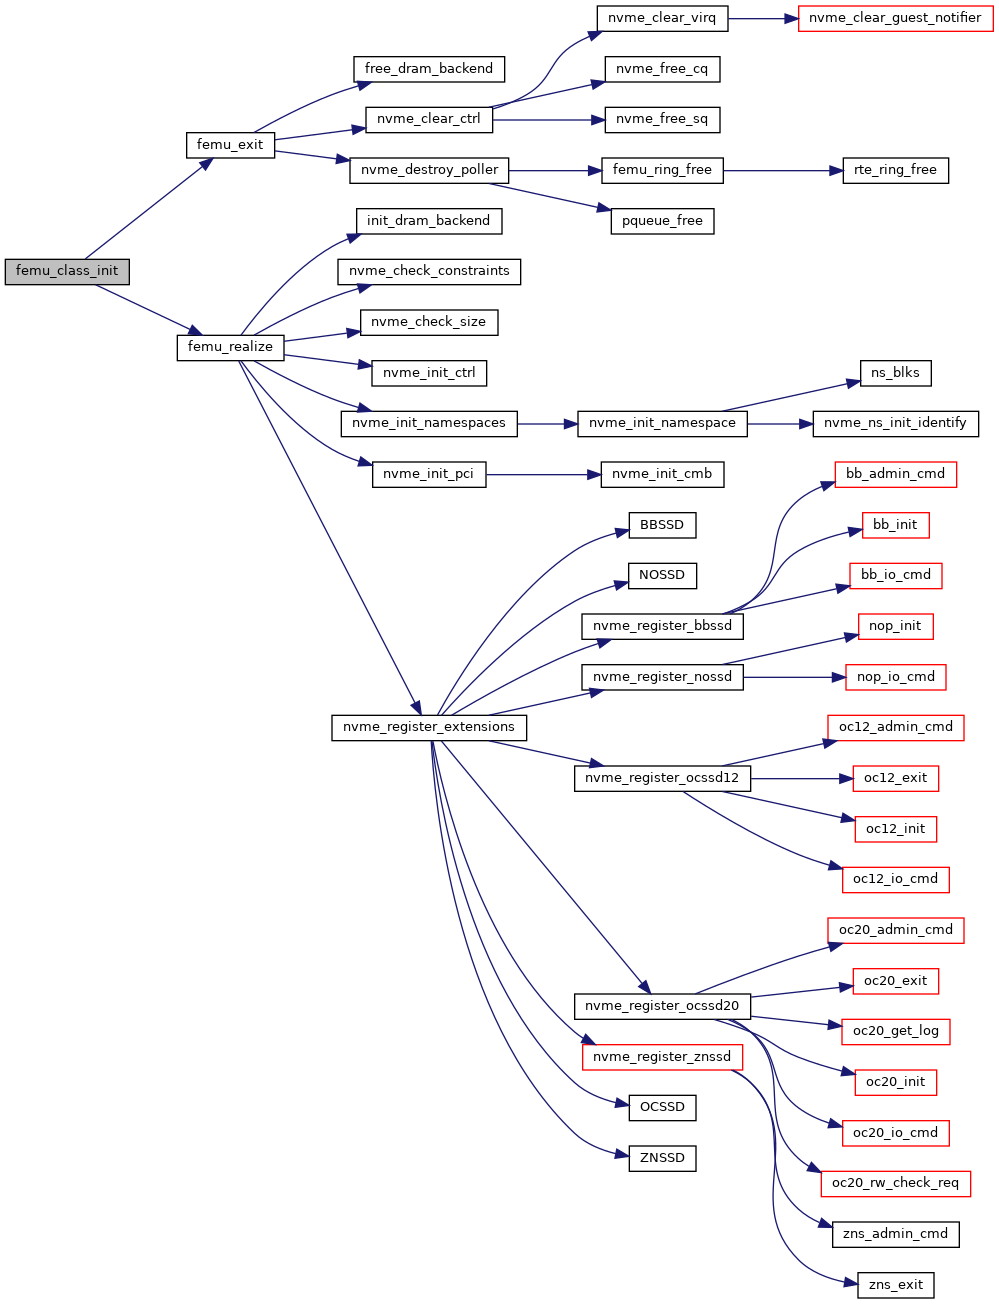 nvme_clear_virq
nvme_clear_guest_notifier
free_dram_backend
nvme_free_cq
nvme_clear_ctrl
nvme_free_sq
femu_exit
nvme_destroy_poller
femu_ring_free
rte_ring_free
init_dram_backend
pqueue_free
femu_class_init
nvme_check_constraints
nvme_check_size
femu_realize
nvme_init_ctrl
ns_blks
nvme_init_namespaces
nvme_init_namespace
nvme_ns_init_identify
nvme_init_pci
nvme_init_cmb
bb_admin_cmd
BBSSD
bb_init
NOSSD
bb_io_cmd
nvme_register_bbssd
nop_init
nvme_register_nossd
nop_io_cmd
nvme_register_extensions
oc12_admin_cmd
nvme_register_ocssd12
oc12_exit
oc12_init
oc12_io_cmd
oc20_admin_cmd
oc20_exit
nvme_register_ocssd20
oc20_get_log
nvme_register_znssd
oc20_init
OCSSD
oc20_io_cmd
ZNSSD
oc20_rw_check_req
zns_admin_cmd
zns_exit